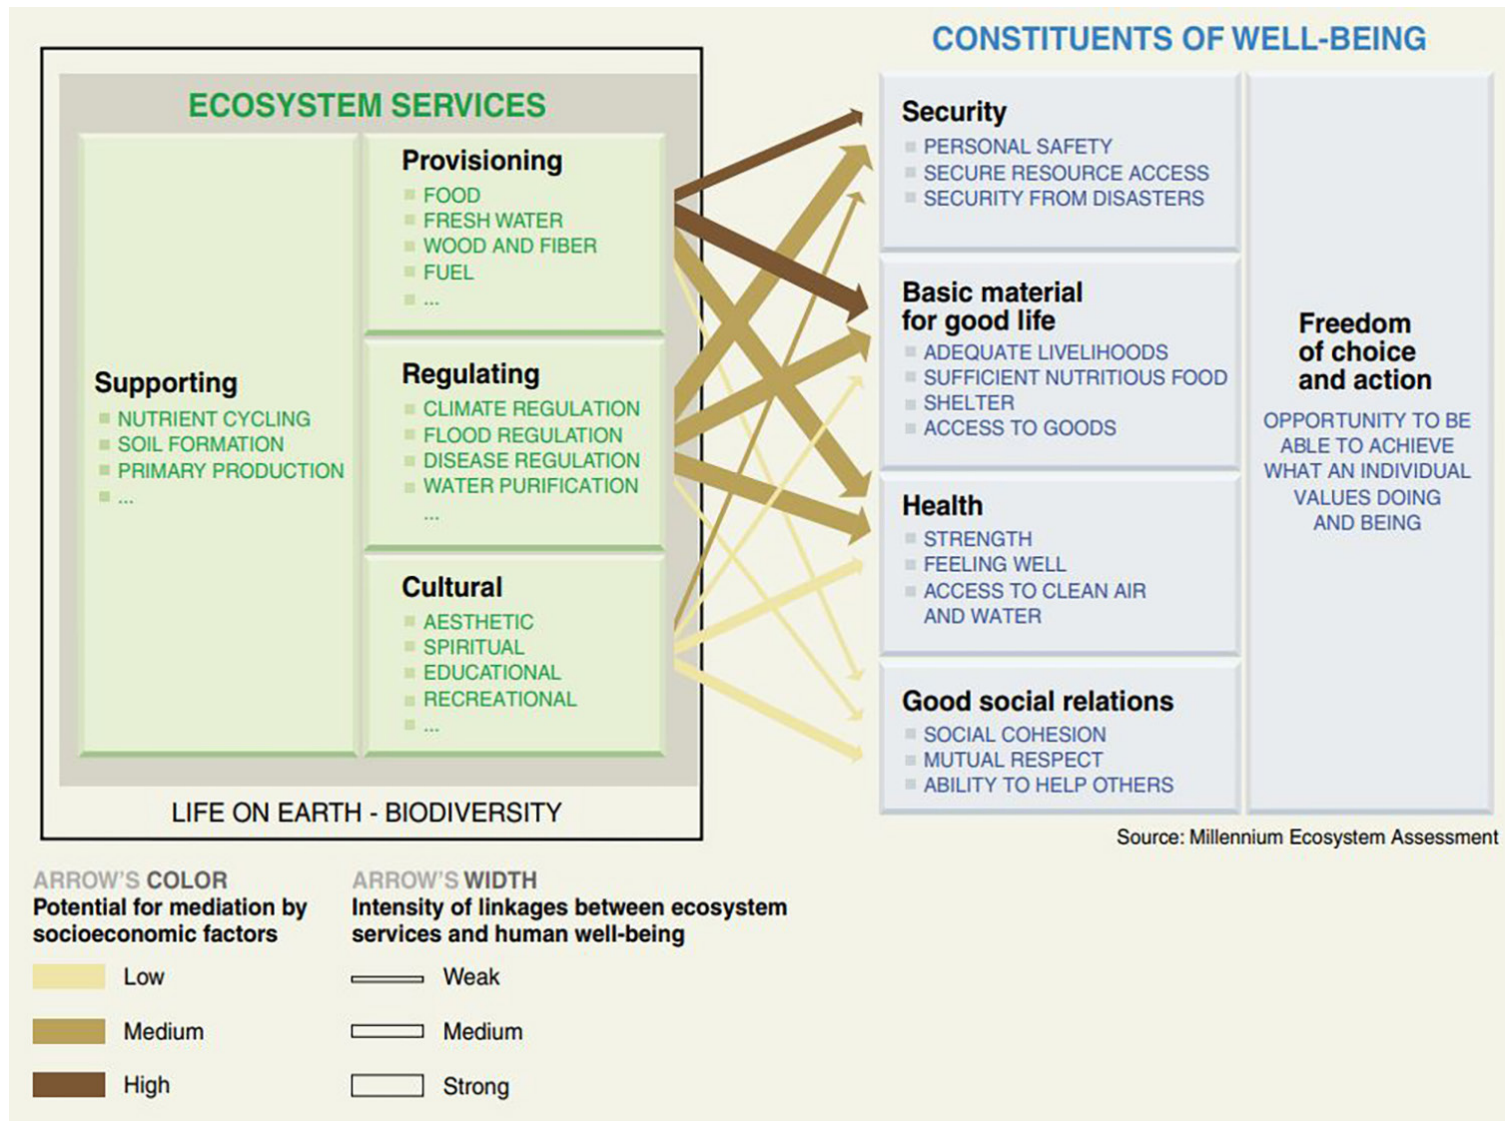 CONSTITUENTS OF WELL-BEING
ECOSYSTEM SERVICES
Supporting
NUTRIENT CYCLING
SOIL FORMATION
PRIMARY PRODUCTION
...
Provisioning
FOOD
FRESH WATER
WOOD AND FIBER
FUEL
...
Regulating
CLIMATE REGULATION
FLOOD REGULATION
DISEASE REGULATION
WATER PURIFICATION
...
Cultural
AESTHETIC
SPIRITUAL
EDUCATIONAL
RECREATIONAL
...
LIFE ON EARTH - BIODIVERSITY
Security
PERSONAL SAFETY
SECURE RESOURCE ACCESS
SECURITY FROM DISASTERS
Basic material
for good life
ADEQUATE LIVELIHOODS
SUFFICIENT NUTRITIOUS FOOD
SHELTER
ACCESS TO GOODS
Health
STRENGTH
FEELING WELL
ACCESS TO CLEAN AIR
AND WATER
Good social relations
SOCIAL COHESION
MUTUAL RESPECT
ABILITY TO HELP OTHERS
Freedom
of choice
and action
OPPORTUNITY TO BE
ABLE TO ACHIEVE
WHAT AN INDIVIDUAL
VALUES DOING
AND BEING
Source: Millennium Ecosystem Assessment
ARROW'S COLOR
Potential for mediation by
socioeconomic factors
Low
Medium
High
ARROW'S WIDTH
Intensity of linkages between ecosystem
services and human well-being
Weak
Medium
Strong